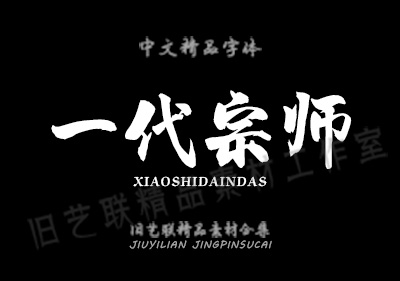 中文精品字体
一代宗师
XIAOSHIDAINDAS
旧艺联精品素材工作室
旧艺联精品素材合集
JIUYILIAN JINGPINSUCAI